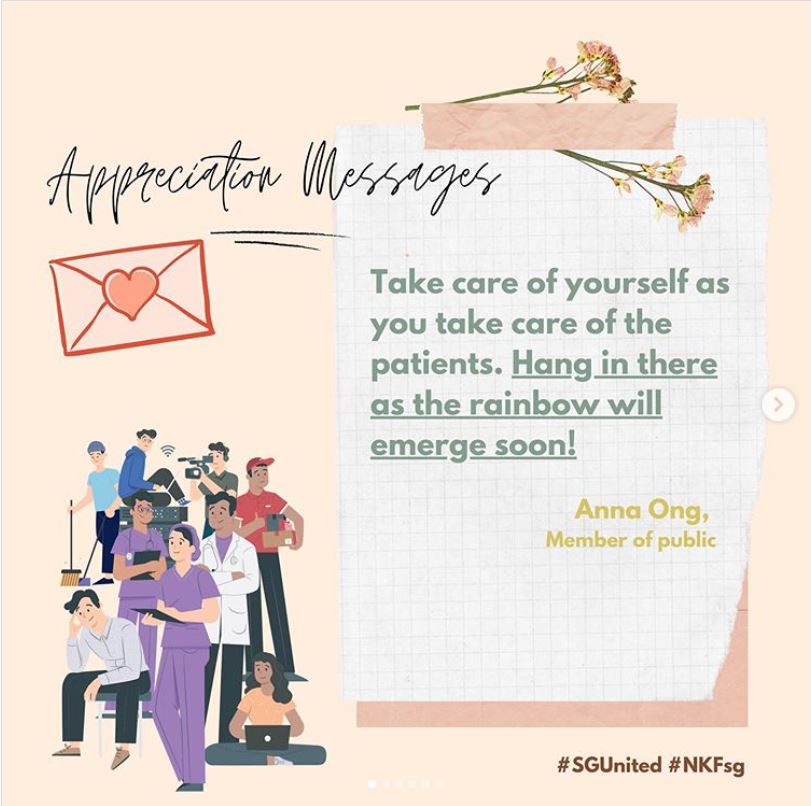 Appreciation Messages
Take care of yourself as
you take care of the
patients. Hang in there
as the rainbow will
emerge soon!
Anna Ong,
Member of public
#SGUnited #NKFsg